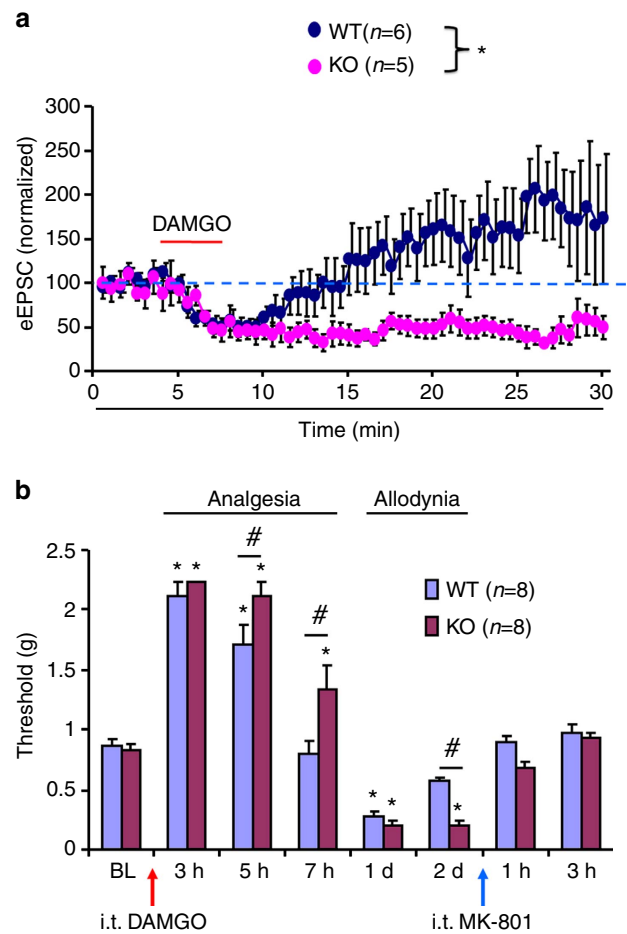 a
WT(n=6)
KO (n=5)
*
eEPSC (normalized)
300
250
200
150
100
50
0
DAMGO
0 5 10 15 20 25 30
Time (min)
b
Analgesia Allodynia
Threshold (g)
2.5
2
1.5
1
0.5
0
WT (n=8)
KO (n=8)
* * * # * # * * * # *
BL 3 h 5 h 7 h 1 d 2 d 1 h 3 h
i.t. DAMGO i.t. MK-801